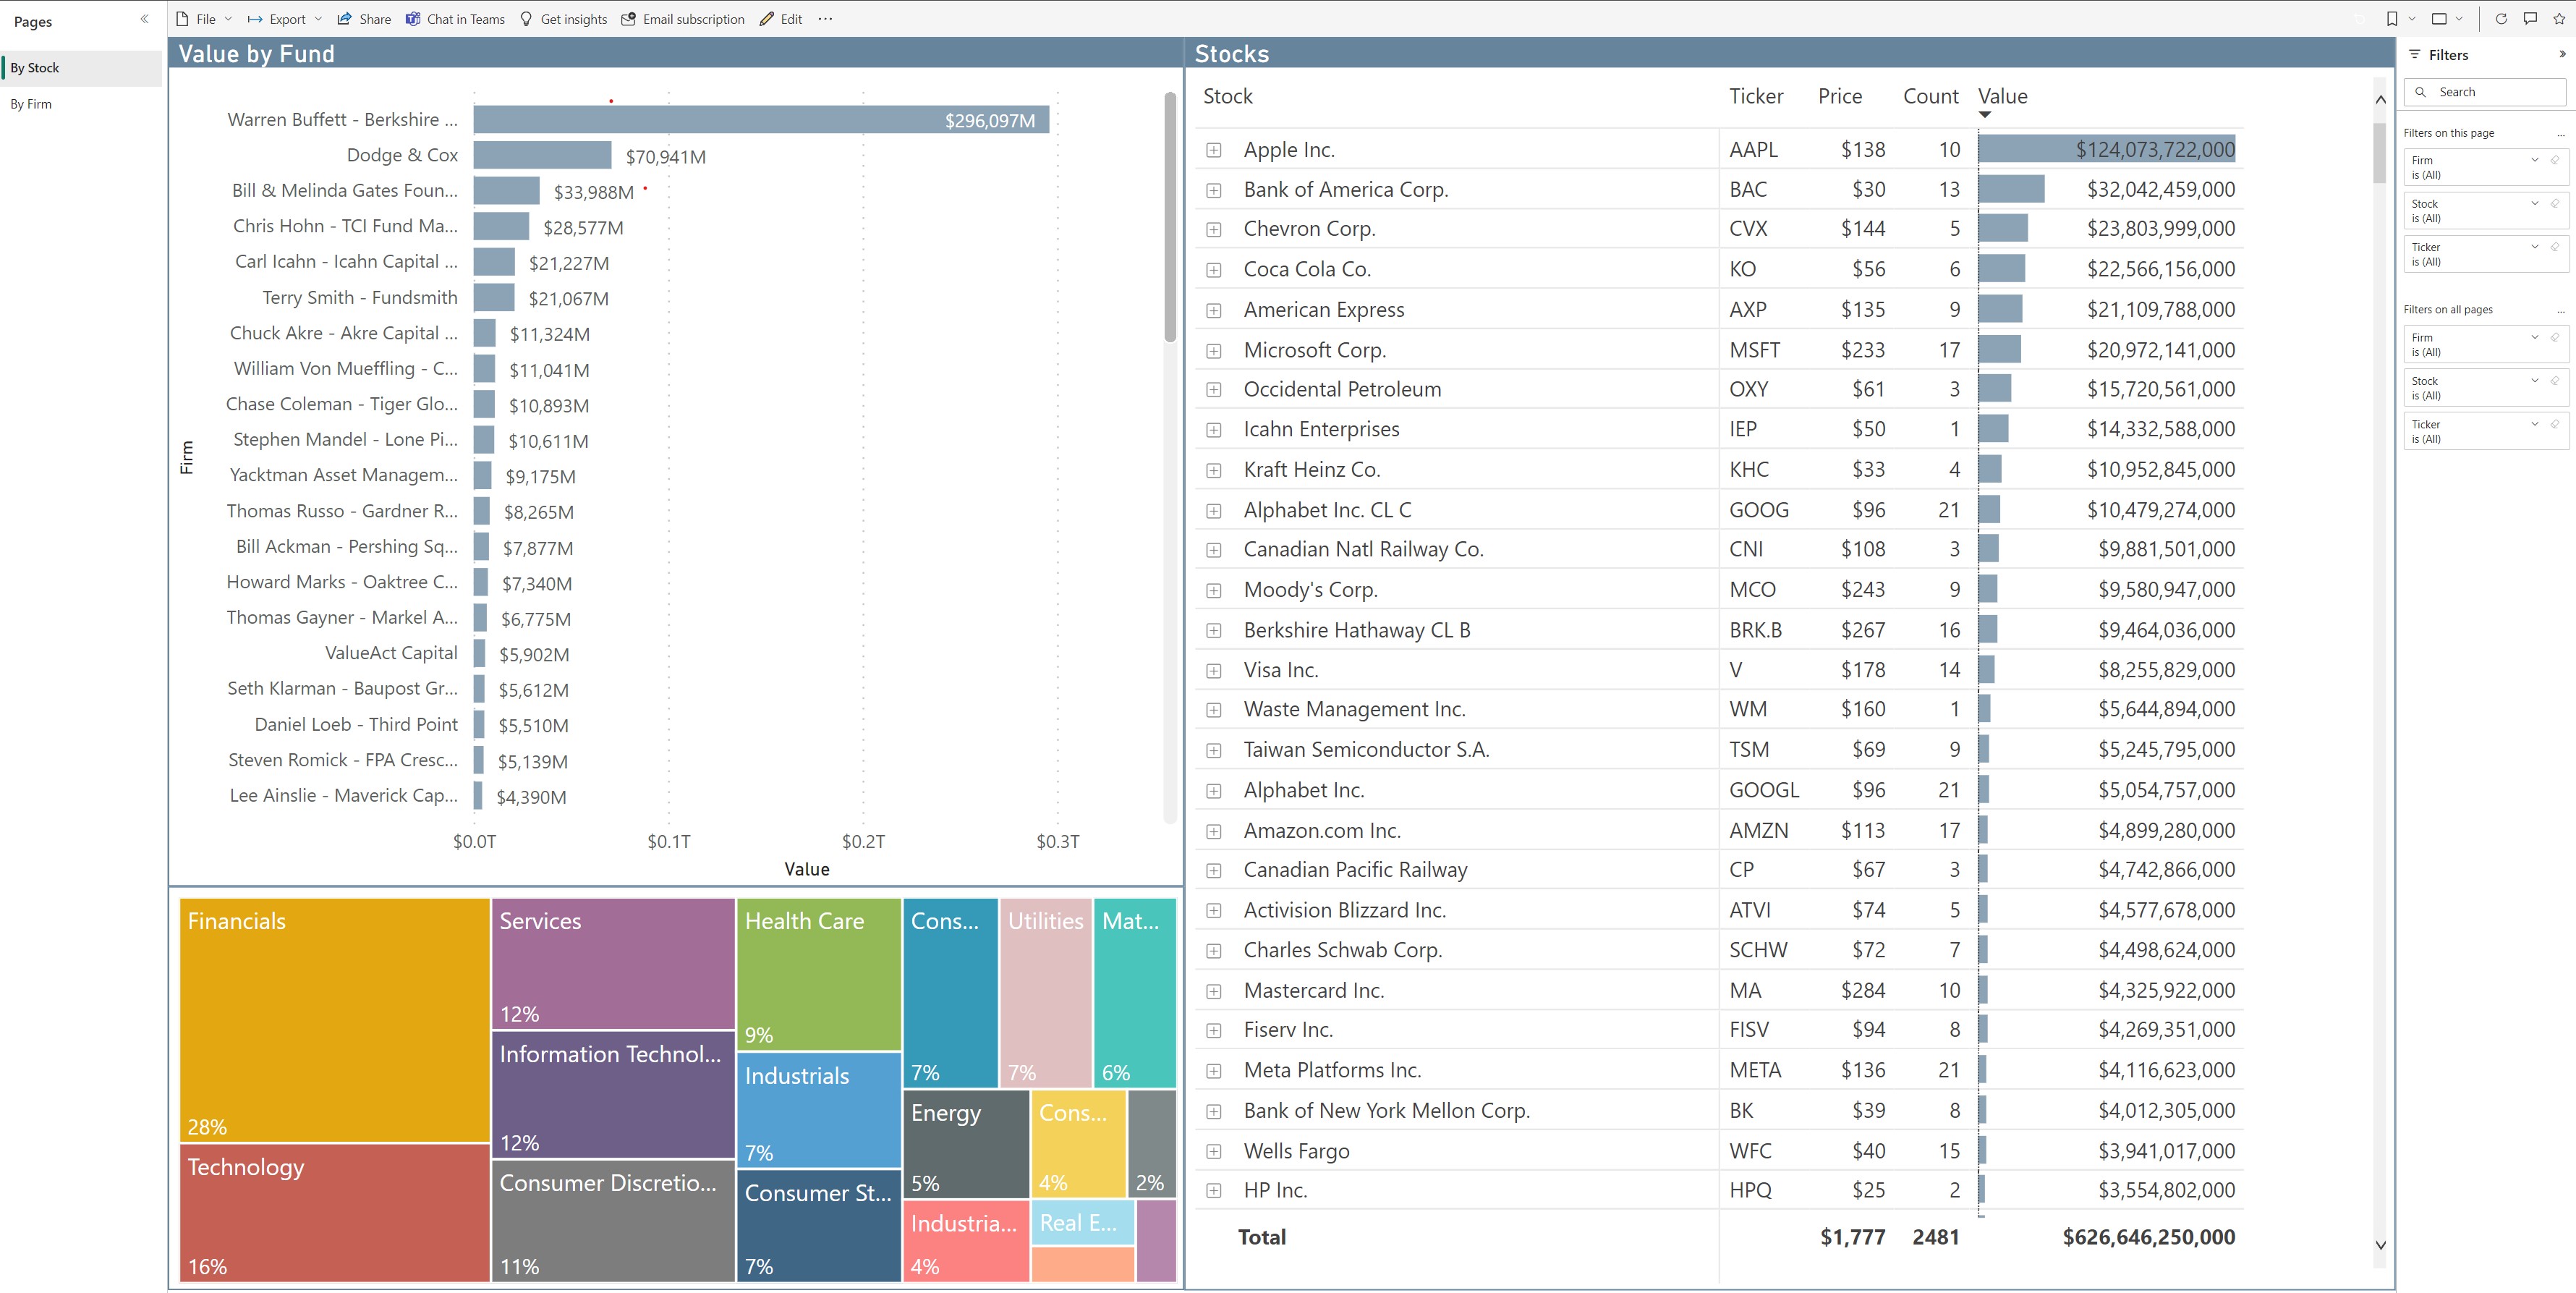 Pages
By Stock
By Firm
File Export Share Chat in Teams Get insights Email subscription Edit ...
Value by Fund
Firm
Warren Buffett - Berkshire ... $296,097M
Dodge & Cox $70,941M
Bill & Melinda Gates Foun... $33,988M
Chris Hohn - TCI Fund Ma... $28,577M
Carl Icahn - Icahn Capital ... $21,227M
Terry Smith - Fundsmith $21,067M
Chuck Akre - Akre Capital ... $11,324M
William Von Mueffling - C... $11,041M
Chase Coleman - Tiger Glo... $10,893M
Stephen Mandel - Lone Pi... $10,611M
Yacktman Asset Managem... $9,175M
Thomas Russo - Gardner R... $8,265M
Bill Ackman - Pershing Sq... $7,877M
Howard Marks - Oaktree C... $7,340M
Thomas Gayner - Markel A... $6,775M
ValueAct Capital $5,902M
Seth Klarman - Baupost Gr... $5,612M
Daniel Loeb - Third Point $5,510M
Steven Romick - FPA Cresc... $5,139M
Lee Ainslie - Maverick Cap... $4,390M
$0.0T $0.1T $0.2T $0.3T
Value
Financials
28%
Technology
16%
Services
12%
Information Technol...
12%
Consumer Discretio...
11%
Health Care
9%
Industrials
7%
Consumer St...
7%
Cons...
7%
Utilities
7%
Mat...
6%
Energy
5%
Cons...
4%
2%
Industria...
4%
Real E...
Stocks
Stock Ticker Price Count Value
Apple Inc. AAPL $138 10 $124,073,722,000
Bank of America Corp. BAC $30 13 $32,042,459,000
Chevron Corp. CVX $144 5 $23,803,999,000
Coca Cola Co. KO $56 6 $22,566,156,000
American Express AXP $135 9 $21,109,788,000
Microsoft Corp. MSFT $233 17 $20,972,141,000
Occidental Petroleum OXY $61 3 $15,720,561,000
Icahn Enterprises IEP $50 1 $14,332,588,000
Kraft Heinz Co. KHC $33 4 $10,952,845,000
Alphabet Inc. CL C GOOG $96 21 $10,479,274,000
Canadian Natl Railway Co. CNI $108 3 $9,881,501,000
Moody's Corp. MCO $243 9 $9,580,947,000
Berkshire Hathaway CL B BRK.B $267 16 $9,464,036,000
Visa Inc. V $178 14 $8,255,829,000
Waste Management Inc. WM $160 1 $5,644,894,000
Taiwan Semiconductor S.A. TSM $69 9 $5,245,795,000
Alphabet Inc. GOOGL $96 21 $5,054,757,000
Amazon.com Inc. AMZN $113 17 $4,899,280,000
Canadian Pacific Railway CP $67 3 $4,742,866,000
Activision Blizzard Inc. ATVI $74 5 $4,577,678,000
Charles Schwab Corp. SCHW $72 7 $4,498,624,000
Mastercard Inc. MA $284 10 $4,325,922,000
Fiserv Inc. FISV $94 8 $4,269,351,000
Meta Platforms Inc. META $136 21 $4,116,623,000
Bank of New York Mellon Corp. BK $39 8 $4,012,305,000
Wells Fargo WFC $40 15 $3,941,017,000
HP Inc. HPQ $25 2 $3,554,802,000
Total $1,777 2481 $626,646,250,000
Filters
Search
Filters on this page ...
Firm
is (All)
Stock
is (All)
Ticker
is (All)
Filters on all pages ...
Firm
is (All)
Stock
is (All)
Ticker
is (All)